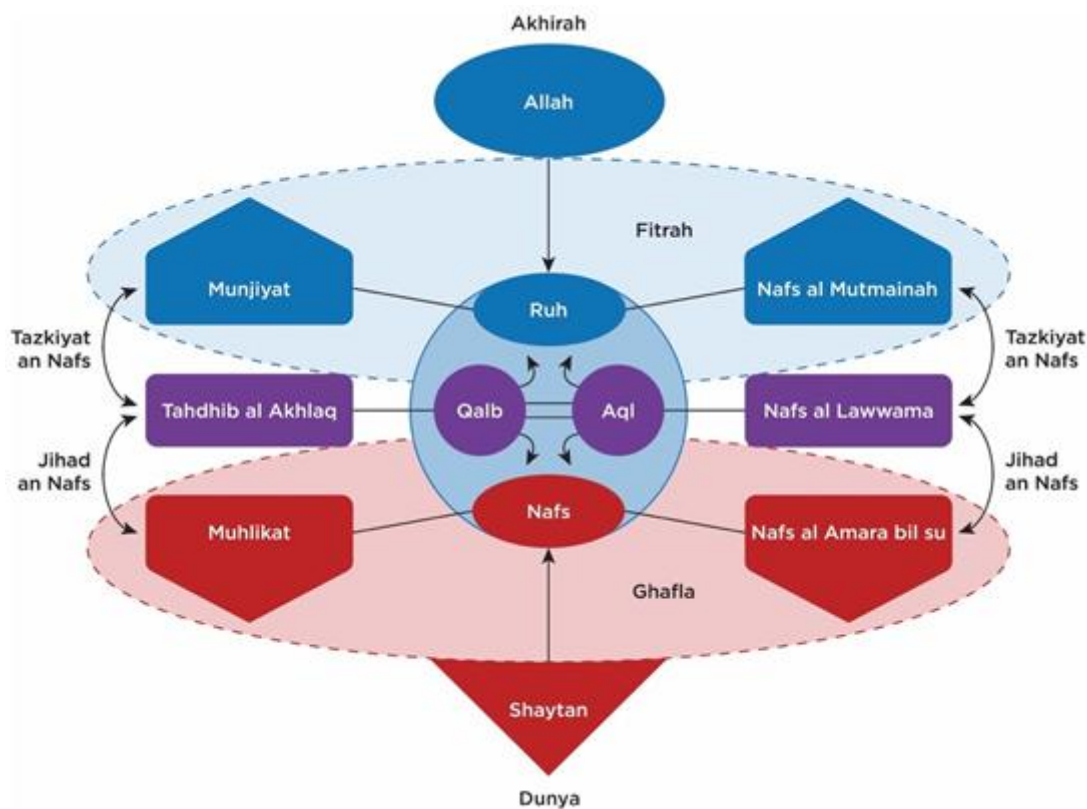 Akhirah
Allah
Fitrah
Munjiyat
Ruh
Nafs al Mutmainah
Tazkiyat
an Nafs
Tazkiyat
an Nafs
Tahdhib al Akhlaq
Qalb
Aql
Nafs al Lawwama
Jihad
an Nafs
Jihad
an Nafs
Muhlikat
Nafs
Nafs al Amara bil su
Ghafla
Shaytan
Dunya